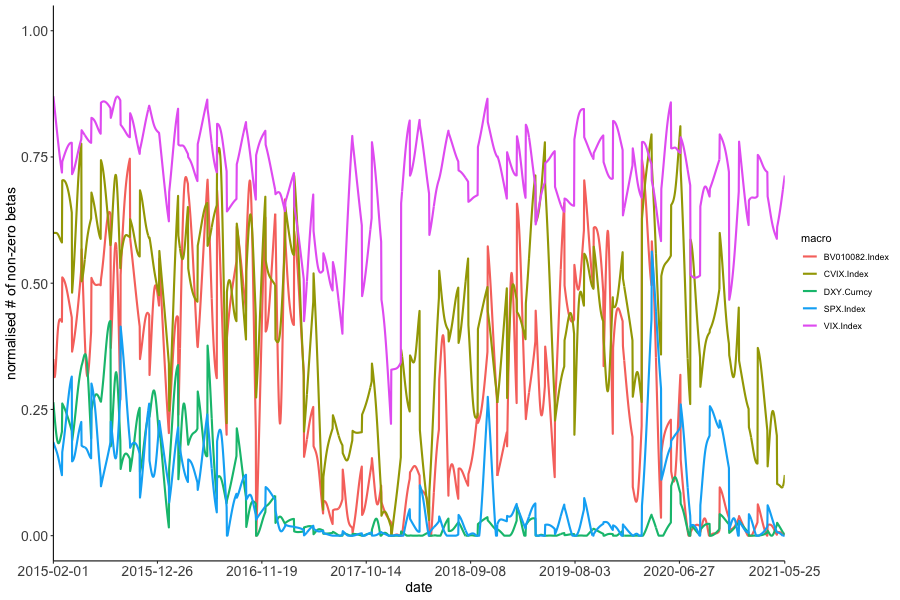 normalised # of non-zero betas
1.00
0.75
0.50
0.25
0.00
2015-02-01 2015-12-26 2016-11-19 2017-10-14 2018-09-08 2019-08-03 2020-06-27 2021-05-25
date
macro
BV010082.Index
CVIX.Index
DXY.Curncy
SPX.Index
VIX.Index